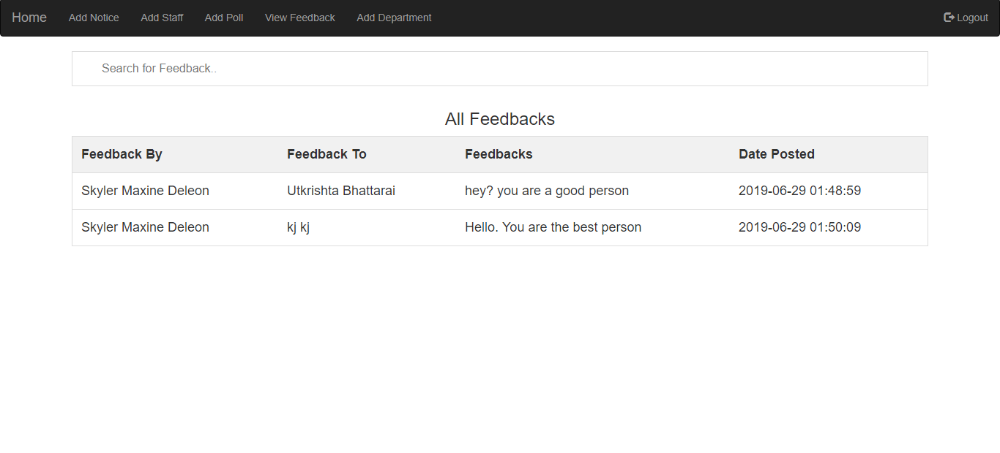 Home Add Notice Add Staff Add Poll View Feedback Add Department Logout
Search for Feedback..
All Feedbacks
Feedback By Feedback To Feedbacks Date Posted
Skyler Maxine Deleon Utkrishta Bhattarai hey? you are a good person 2019-06-29 01:48:59
Skyler Maxine Deleon kj kj Hello. You are the best person 2019-06-29 01:50:09